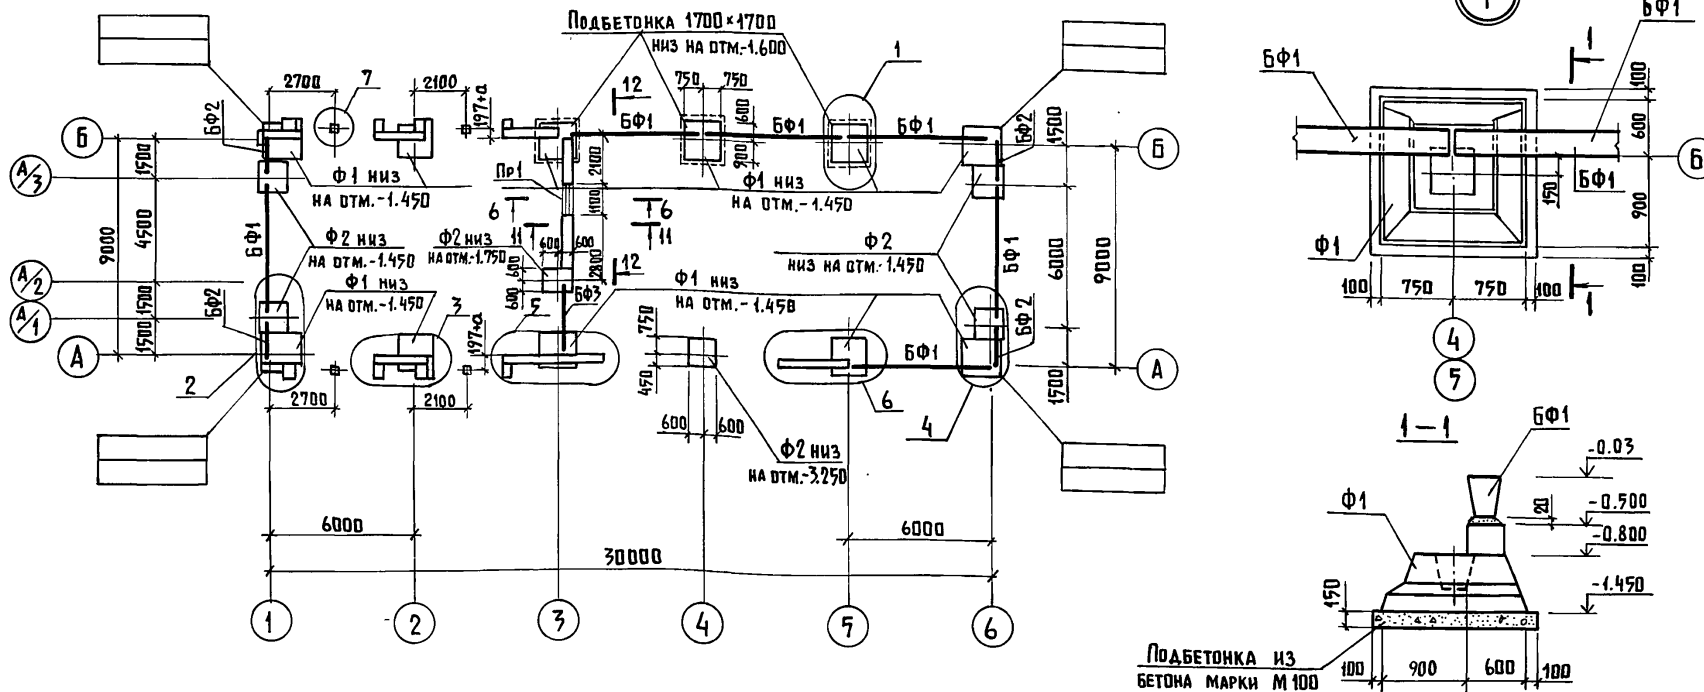 Подбетонка 1700×1700
низ на отм.-1.600
2700
7
2100
197+а
12
750
750
600
900
1
БФ1
БФ1
БФ1
БФ2
БФ2
1500
Б
А/3
1500
4500
9000
Ф1 низ
на отм.-1.450
Пр1
2100
1100
Ф1 низ
на отм.-1.450
Б
6
6
11
11
БФ1
Ф2 низ
на отм.-1.450
Ф2 низ
на отм.-1.750
600
600
600
600
2800
12
Ф2
низ на отм.-1.450
БФ1
6000
9000
А/2
А/1
1500
1500
БФ2
Ф1 низ
на отм.-1.450
3
197+а
5
БФ3
Ф1 низ
на отм.-1.450
750
450
БФ1
БФ2
1500
А
А
2
2700
2100
600
600
6
4
Ф2 низ
на отм.-3.250
6000
6000
30000
1
2
3
4
5
6
1
БФ1
1
БФ1
100
600
Б
150
БФ1
900
Ф1
100
100
750
750
100
1
4
5
1—1
БФ1
-0.03
Ф1
20
-0.500
-0.800
150
-1.450
Подбетонка из
бетона марки М100
100
900
600
100